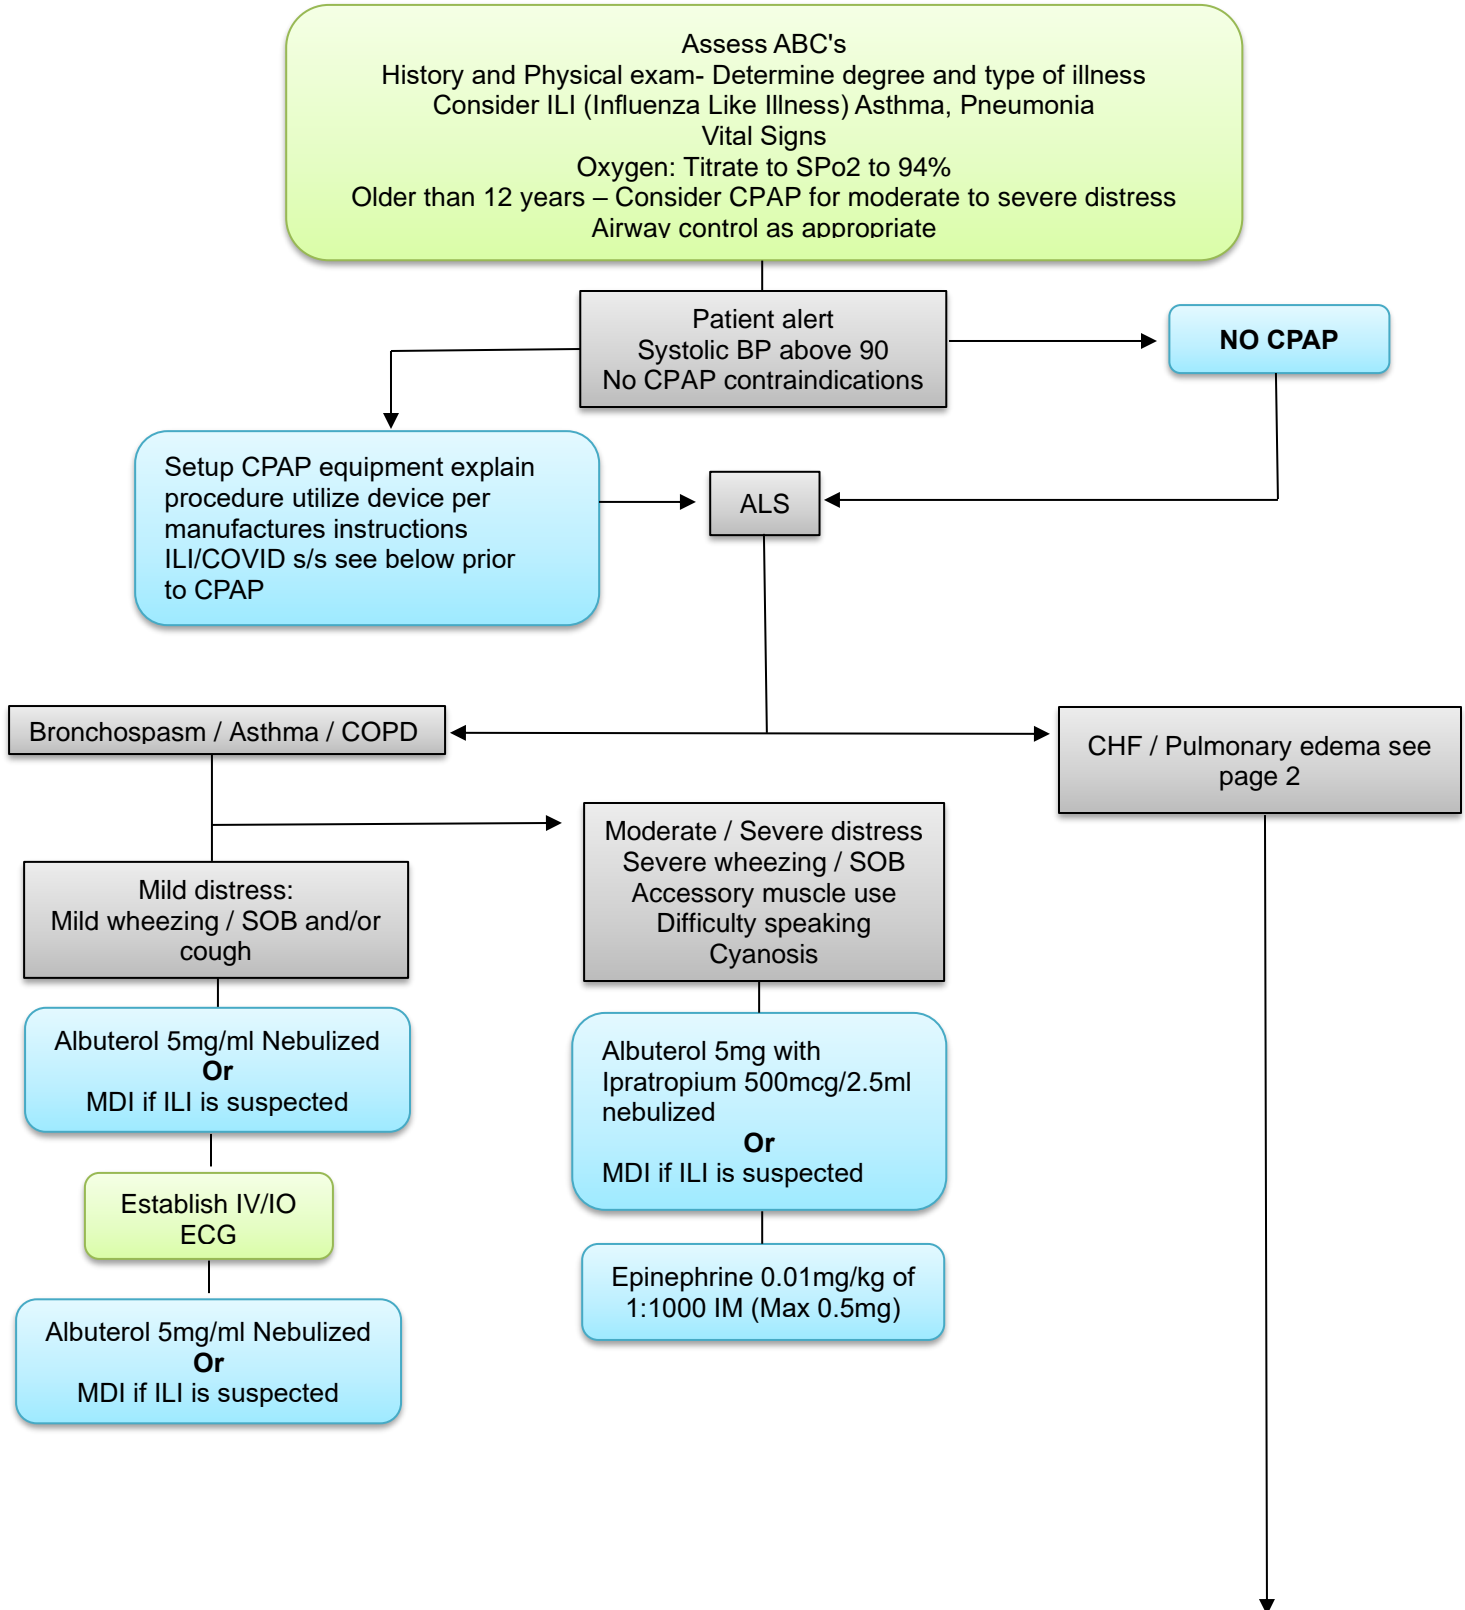 Assess ABC's
History and Physical exam- Determine degree and type of illness
Consider ILI (Influenza Like Illness) Asthma, Pneumonia
Vital Signs
Oxygen: Titrate to SPo2 to 94%
Older than 12 years – Consider CPAP for moderate to severe distress
Airway control as appropriate
Patient alert
Systolic BP above 90
No CPAP contraindications
NO CPAP
Setup CPAP equipment explain
procedure utilize device per
manufactures instructions
ILI/COVID s/s see below prior
to CPAP
ALS
Bronchospasm / Asthma / COPD
CHF / Pulmonary edema see
page 2
Mild distress:
Mild wheezing / SOB and/or
cough
Moderate / Severe distress
Severe wheezing / SOB
Accessory muscle use
Difficulty speaking
Cyanosis
Albuterol 5mg/ml Nebulized
Or
MDI if ILI is suspected
Albuterol 5mg with
Ipratropium 500mcg/2.5ml
nebulized
Or
MDI if ILI is suspected
Establish IV/IO
ECG
Epinephrine 0.01mg/kg of
1:1000 IM (Max 0.5mg)
Albuterol 5mg/ml Nebulized
Or
MDI if ILI is suspected